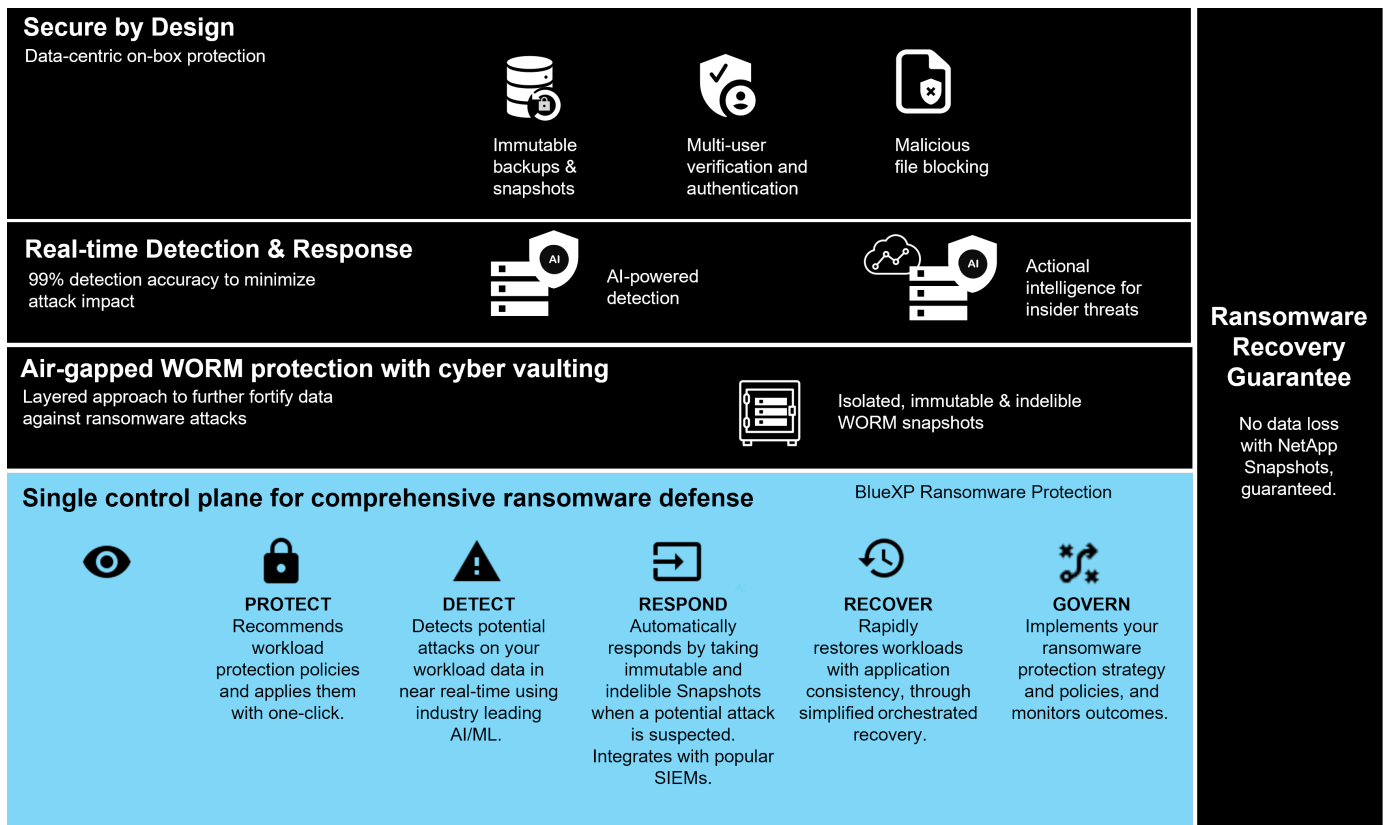 Secure by Design
Data-centric on-box protection
Immutable
backups &
snapshots
Multi-user
verification and
authentication
Malicious
file blocking
Real-time Detection & Response
99% detection accuracy to minimize
attack impact
AI
AI-powered
detection
AI
Actional
intelligence for
insider threats
Air-gapped WORM protection with cyber vaulting
Layered approach to further fortify data
against ransomware attacks
Isolated, immutable & indelible
WORM snapshots
Single control plane for comprehensive ransomware defense
BlueXP Ransomware Protection
PROTECT
Recommends
workload
protection policies
and applies them
with one-click.
DETECT
Detects potential
attacks on your
workload data in
near real-time using
industry leading
AI/ML.
RESPOND
Automatically
responds by taking
immutable and
indelible Snapshots
when a potential attack
is suspected.
Integrates with popular
SIEMs.
RECOVER
Rapidly
restores workloads
with application
consistency, through
simplified orchestrated
recovery.
GOVERN
Implements your
ransomware
protection strategy
and policies, and
monitors outcomes.
Ransomware
Recovery
Guarantee
No data loss
with NetApp
Snapshots,
guaranteed.